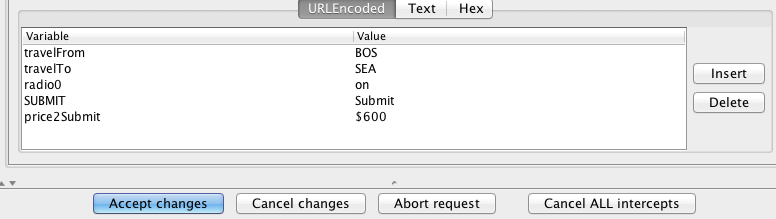 URLEncoded Text Hex
Variable Value
travelFrom BOS
travelTo SEA
radio0 on
SUBMIT Submit
price2Submit $600
Insert
Delete
Accept changes Cancel changes Abort request Cancel ALL intercepts